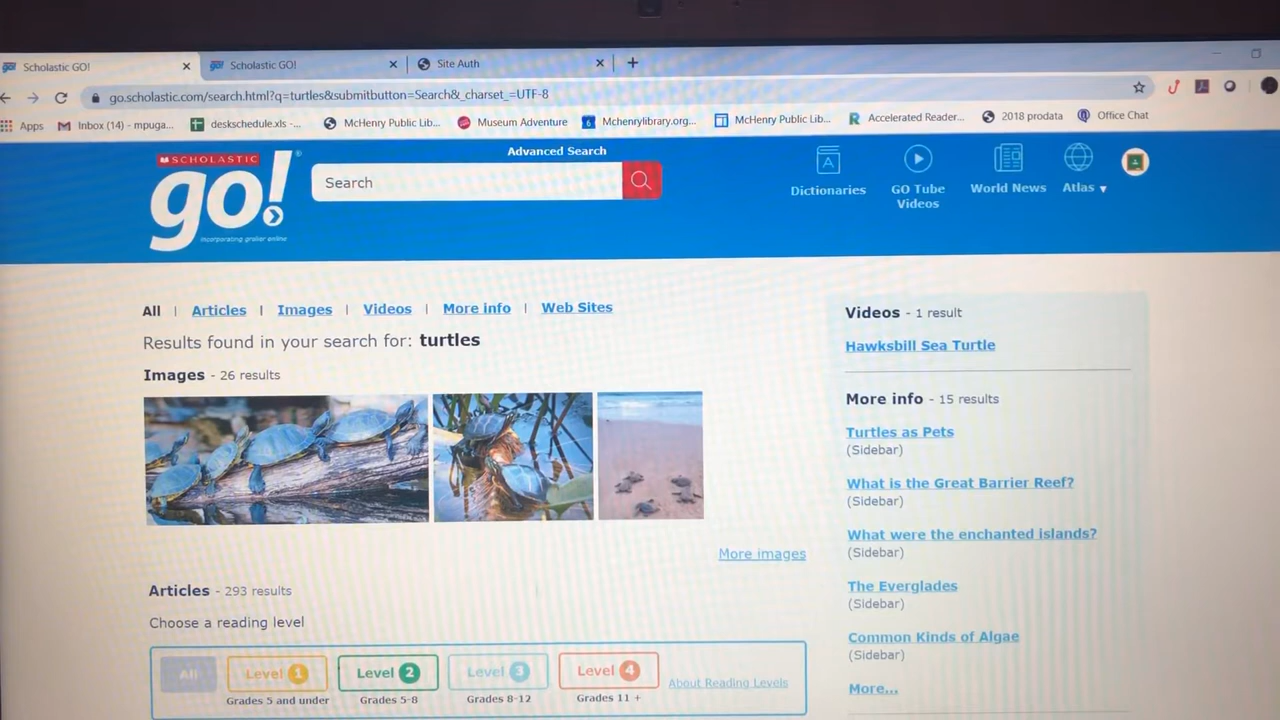 Scholastic GO!
Scholastic GO!
Site Auth
go.scholastic.com/search.html?q=turtles&submitbutton=Search&_charset_=UTF-8
Apps
Inbox (14) - mpuga...
deskschedule.xls -...
McHenry Public Lib...
Museum Adventure
Mchenrylibrary.org...
McHenry Public Lib...
Accelerated Reader...
2018 prodata
Office Chat
SCHOLASTIC
go!
incorporating grolier online
Advanced Search
Search
Dictionaries
GO Tube
Videos
World News
Atlas ▼
All | Articles | Images | Videos | More info | Web Sites
Results found in your search for: turtles
Images - 26 results
More images
Articles - 293 results
Choose a reading level
All
Level 1
Grades 5 and under
Level 2
Grades 5-8
Level 3
Grades 8-12
Level 4
Grades 11 +
About Reading Levels
Videos - 1 result
Hawksbill Sea Turtle
More info - 15 results
Turtles as Pets
(Sidebar)
What is the Great Barrier Reef?
(Sidebar)
What were the enchanted islands?
(Sidebar)
The Everglades
(Sidebar)
Common Kinds of Algae
(Sidebar)
More...